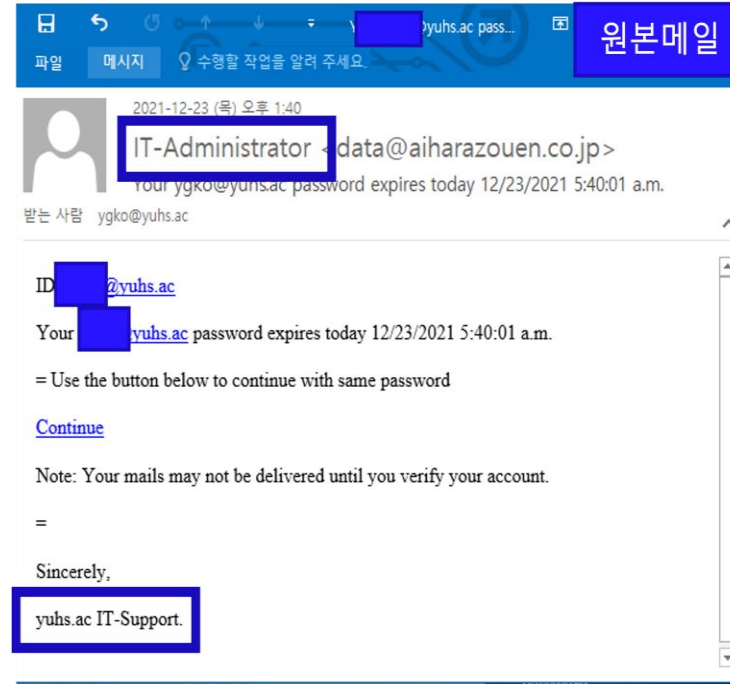 @yuhs.ac pass...
원본메일
파일 메시지 수행할 작업을 알려 주세요.
2021-12-23 (목) 오후 1:40
IT-Administrator <data@aiharazouen.co.jp>
Your ygko@yuhs.ac password expires today 12/23/2021 5:40:01 a.m.
받는 사람 ygko@yuhs.ac
ID @yuhs.ac
Your @yuhs.ac password expires today 12/23/2021 5:40:01 a.m.
= Use the button below to continue with same password
Continue
Note: Your mails may not be delivered until you verify your account.
=
Sincerely,
yuhs.ac IT-Support.